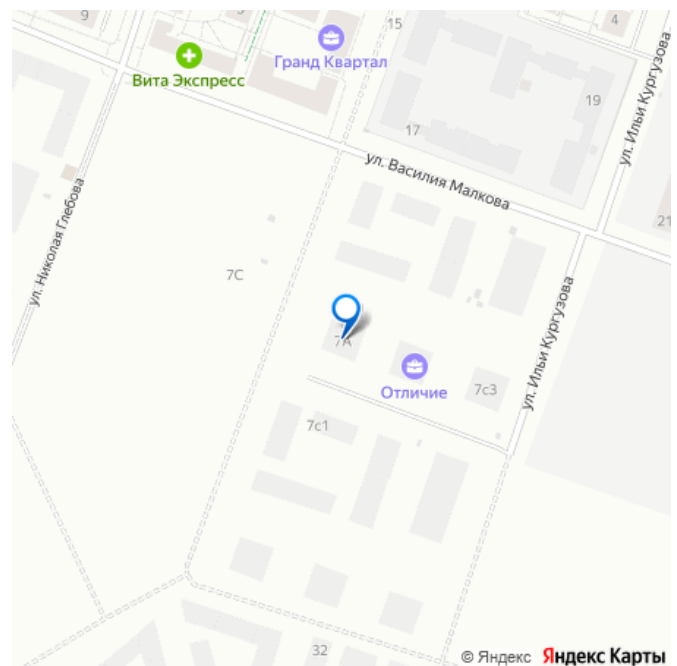 9
15
4
Гранд Квартал
Вита Экспресс
19
17
ул. Ильи Кургузова
ул. Василия Малкова
21
ул. Николая Глебова
7С
7А
Отличие
7с3
ул. Ильи Кургузова
7с1
32
© Яндекс Яндекс Карты